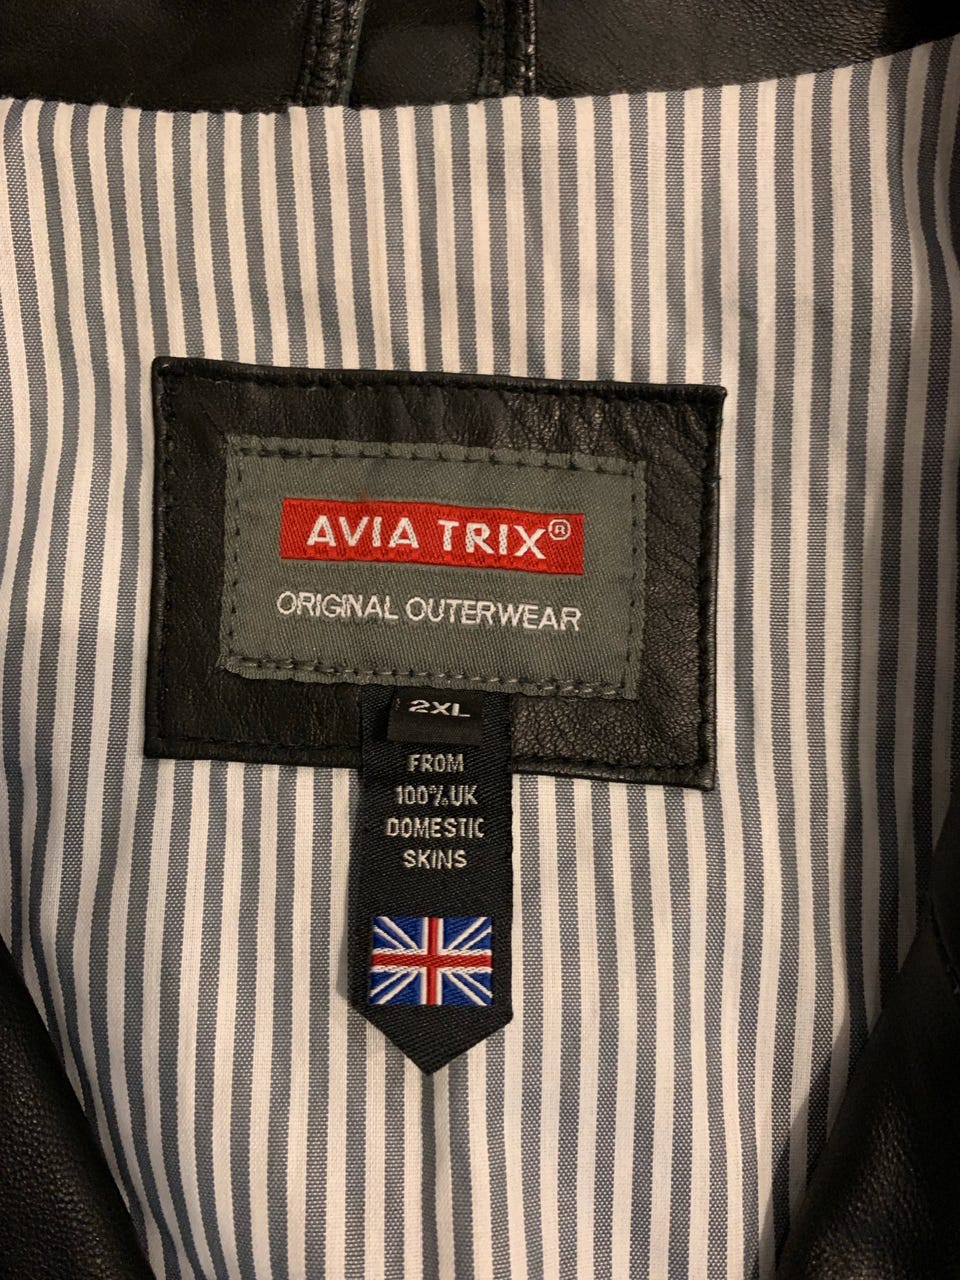 AVIA TRIX®
ORIGINAL OUTERWEAR
2XL
FROM
100% UK
DOMESTIC
SKINS